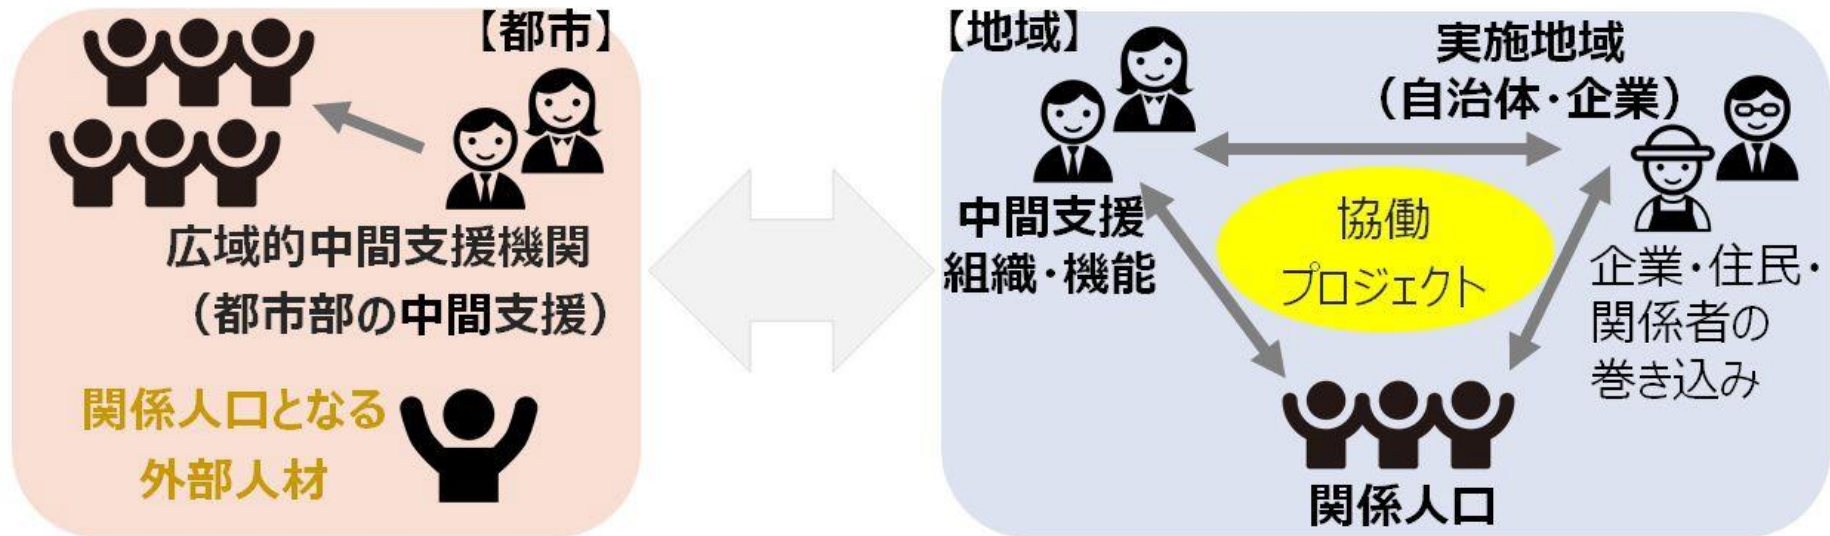 【都市】
広域的中間支援機関
（都市部の中間支援）
関係人口となる
外部人材
【地域】
実施地域
（自治体・企業）
中間支援
組織・機能
協働
プロジェクト
企業・住民・
関係者の
巻き込み
関係人口